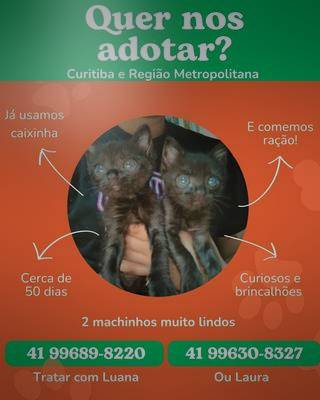 Quer nos
adotar?
Curitiba e Região Metropolitana
Já usamos
caixinha
E comemos
ração!
Cerca de
50 dias
Curiosos e
brincalhões
2 machinhos muito lindos
41 99689-8220
41 99630-8327
Tratar com Luana
Ou Laura